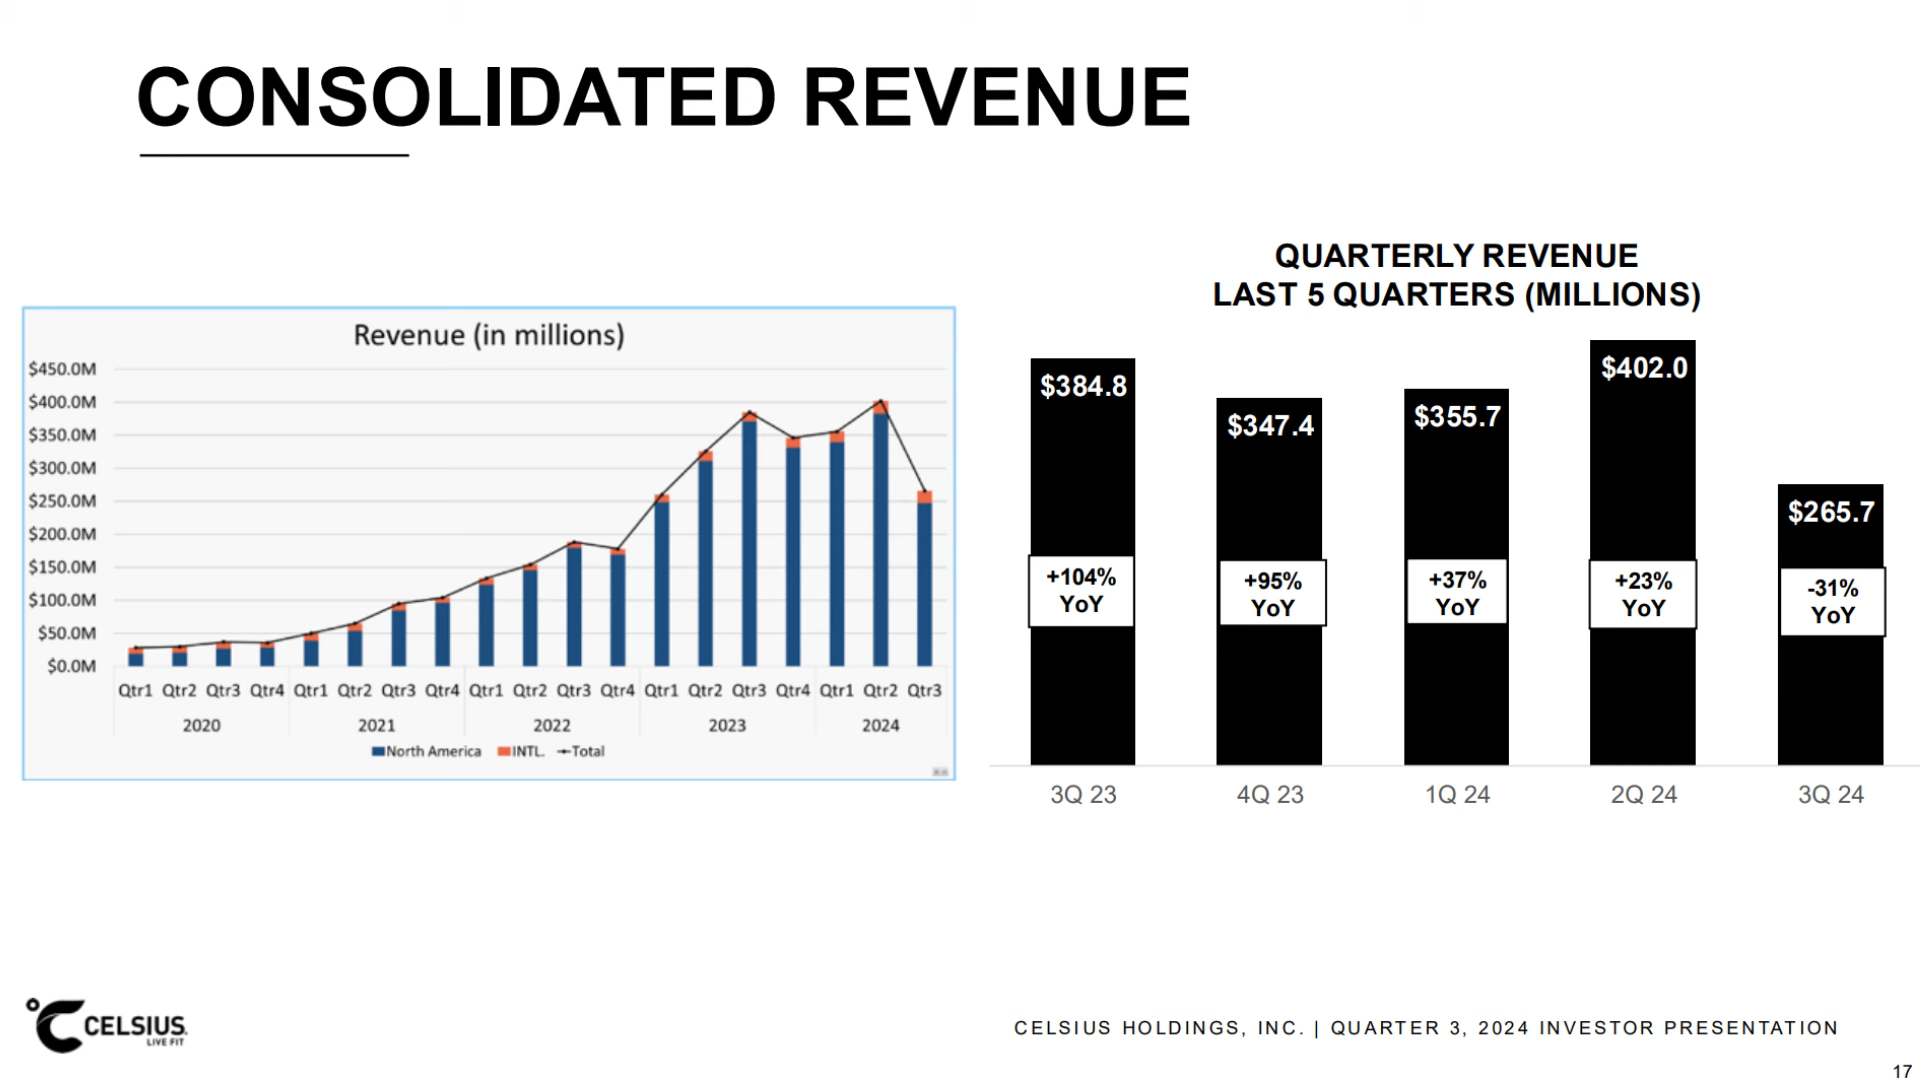 CONSOLIDATED REVENUE
Revenue (in millions)
$450.0M
$400.0M
$350.0M
$300.0M
$250.0M
$200.0M
$150.0M
$100.0M
$50.0M
$0.0M
Qtr1 Qtr2 Qtr3 Qtr4 Qtr1 Qtr2 Qtr3 Qtr4 Qtr1 Qtr2 Qtr3 Qtr4 Qtr1 Qtr2 Qtr3 Qtr4 Qtr1 Qtr2 Qtr3
2020 2021 2022 2023 2024
North America INTL. Total
QUARTERLY REVENUE
LAST 5 QUARTERS (MILLIONS)
$384.8 $347.4 $355.7 $402.0 $265.7
+104% +95% +37% +23% -31%
YoY YoY YoY YoY YoY
3Q 23 4Q 23 1Q 24 2Q 24 3Q 24
CELSIUS
LIVE FIT
CELSIUS HOLDINGS, INC. | QUARTER 3, 2024 INVESTOR PRESENTATION
17